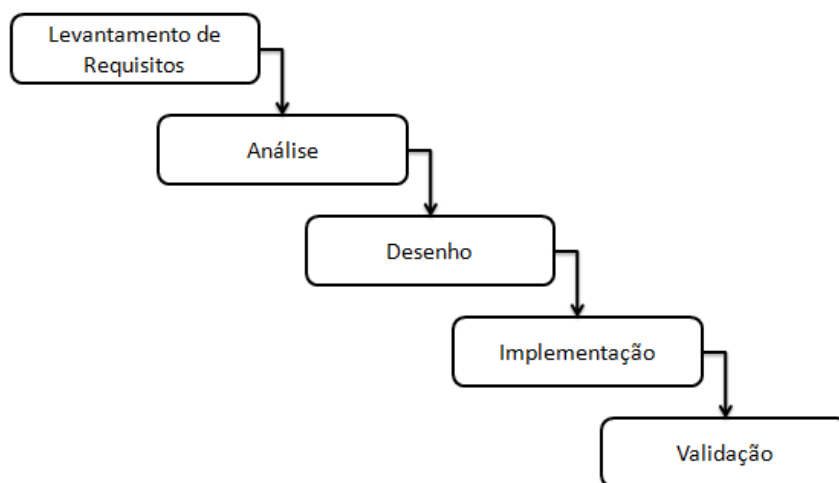 Levantamento de
Requisitos
Análise
Desenho
Implementação
Validação